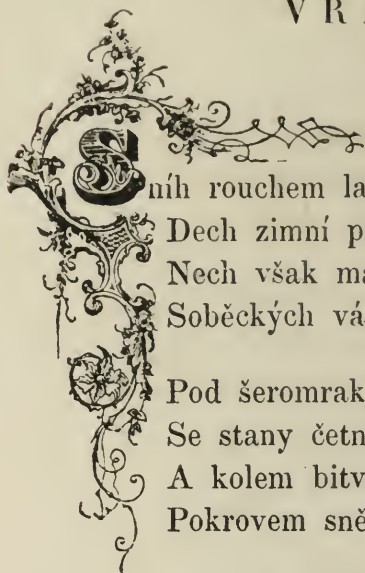 V R
Sníh rouchem la
Dech zimní p
Nech však ma
Soběckých vá
Pod šeromrak
Se stany četn
A kolem bitv
Pokrovem sně